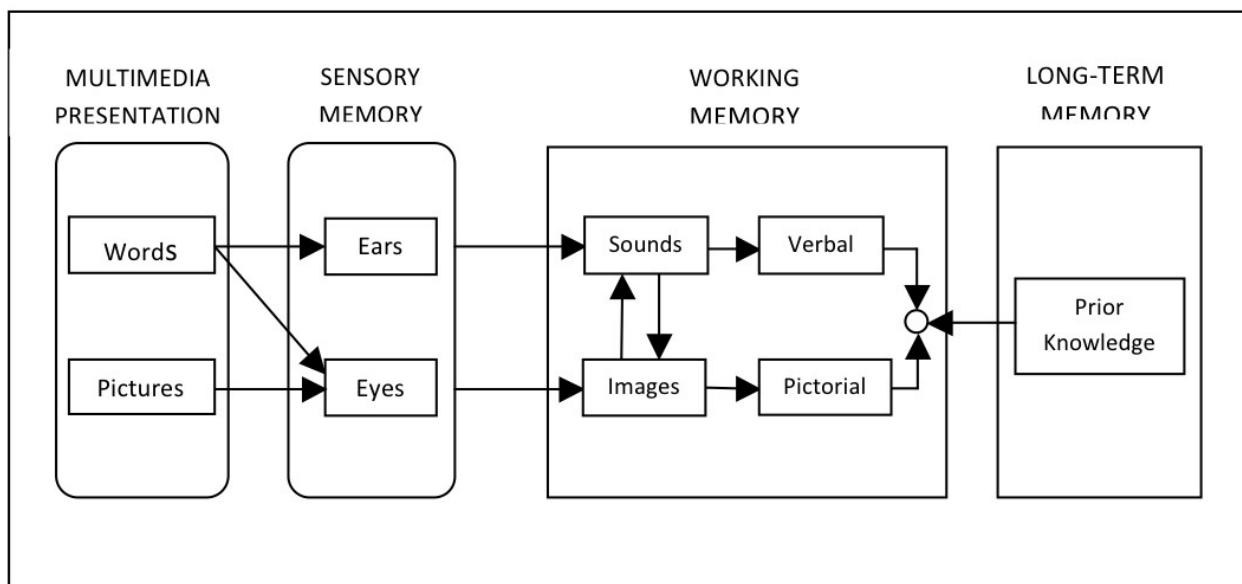 MULTIMEDIA
PRESENTATION
SENSORY
MEMORY
WORKING
MEMORY
LONG-TERM
MEMORY
Words
Ears
Sounds
Verbal
Prior
Knowledge
Pictures
Eyes
Images
Pictorial